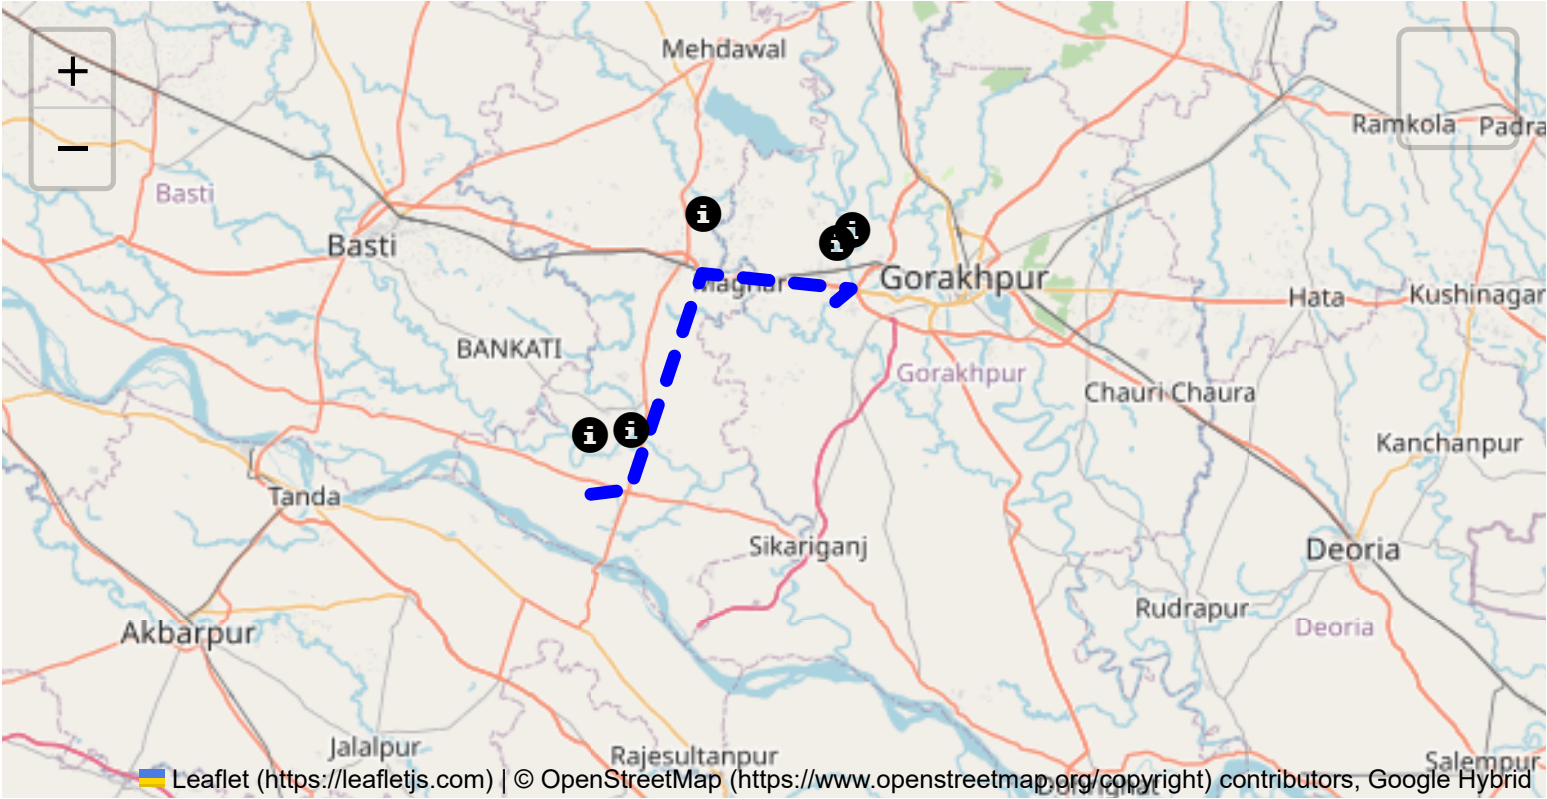 +
−
Mehdawal
Ramkola
Padra
Basti
Basti
Gorakhpur
Maghar
Hata
Kushinagar
BANKATI
Gorakhpur
Chauri Chaura
Kanchanpur
Tanda
Sikariganj
Deoria
Rudrapur
Akbarpur
Deoria
Jalalpur
Rajesultanpur
Salempur
Leaflet (https://leafletjs.com) | © OpenStreetMap (https://www.openstreetmap.org/copyright) contributors, Google Hybrid